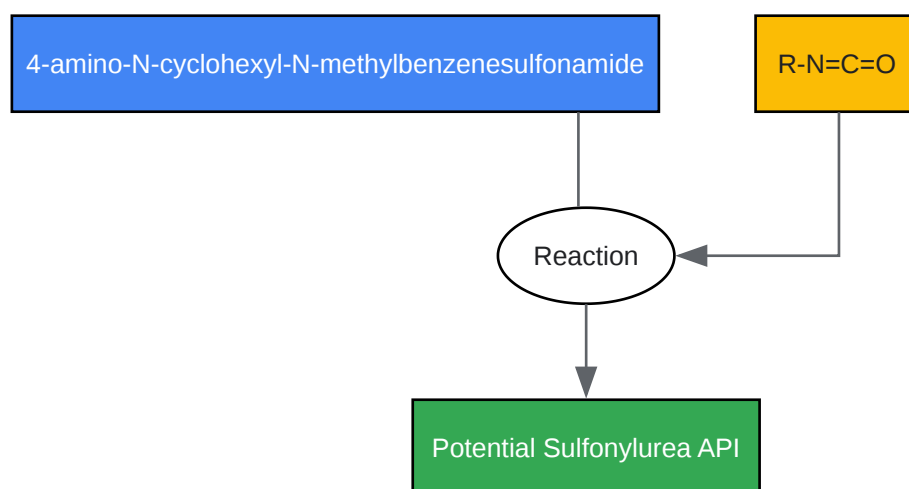 4-amino-N-cyclohexyl-N-methylbenzenesulfonamide
R-N=C=O
Reaction
Potential Sulfonylurea API